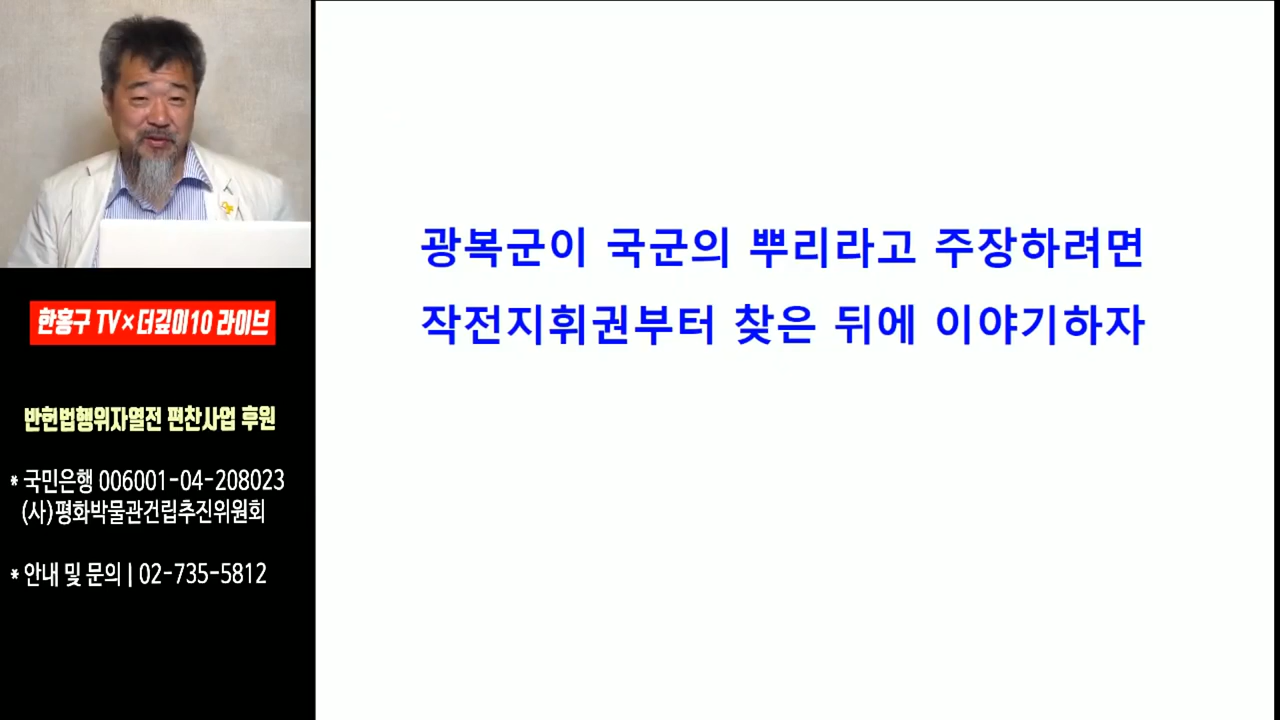 광복군이 국군의 뿌리라고 주장하려면
작전지휘권부터 찾은 뒤에 이야기하자
한홍구 TV×더깊이10 라이브
반헌법행위자열전 편찬사업 후원
* 국민은행 006001-04-208023
(사)평화박물관건립추진위원회
* 안내 및 문의 | 02-735-5812